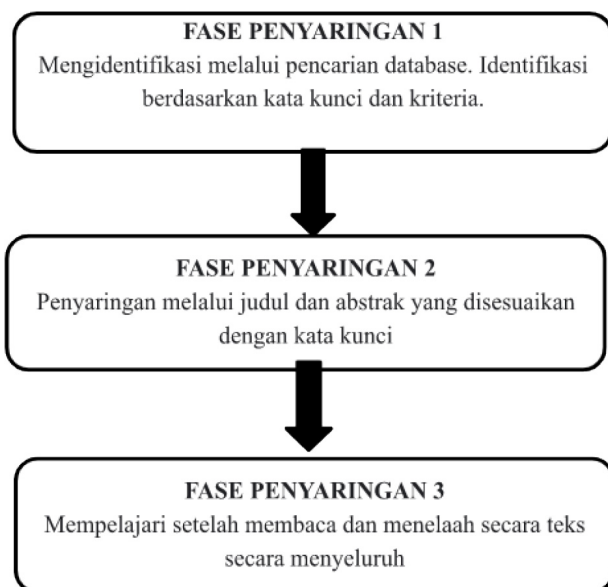 FASE PENYARINGAN 1
Mengidentifikasi melalui pencarian database. Identifikasi
berdasarkan kata kunci dan kriteria.
FASE PENYARINGAN 2
Penyaringan melalui judul dan abstrak yang disesuaikan
dengan kata kunci
FASE PENYARINGAN 3
Mempelajari setelah membaca dan menelaah secara teks
secara menyeluruh